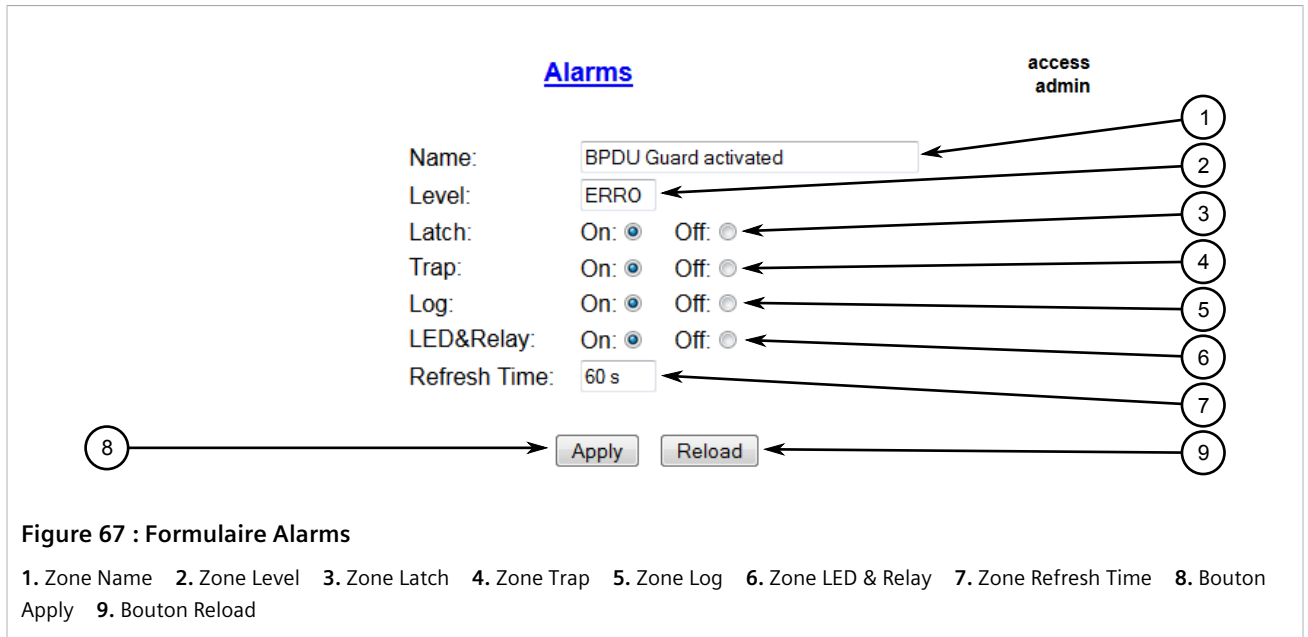 Alarms
access
admin
1
Name: BPDU Guard activated
2
Level: ERRO
3
Latch: On: Off:
4
Trap: On: Off:
5
Log: On: Off:
6
LED&Relay: On: Off:
7
Refresh Time: 60 s
8
Apply Reload
9
Figure 67 : Formulaire Alarms
1. Zone Name 2. Zone Level 3. Zone Latch 4. Zone Trap 5. Zone Log 6. Zone LED & Relay 7. Zone Refresh Time 8. Bouton
Apply 9. Bouton Reload